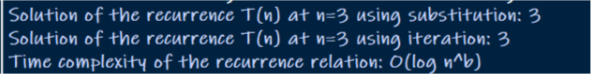 Solution of the recurrence T(n) at n=3 using substitution: 3
Solution of the recurrence T(n) at n=3 using iteration: 3
Time complexity of the recurrence relation: O(log n^b)